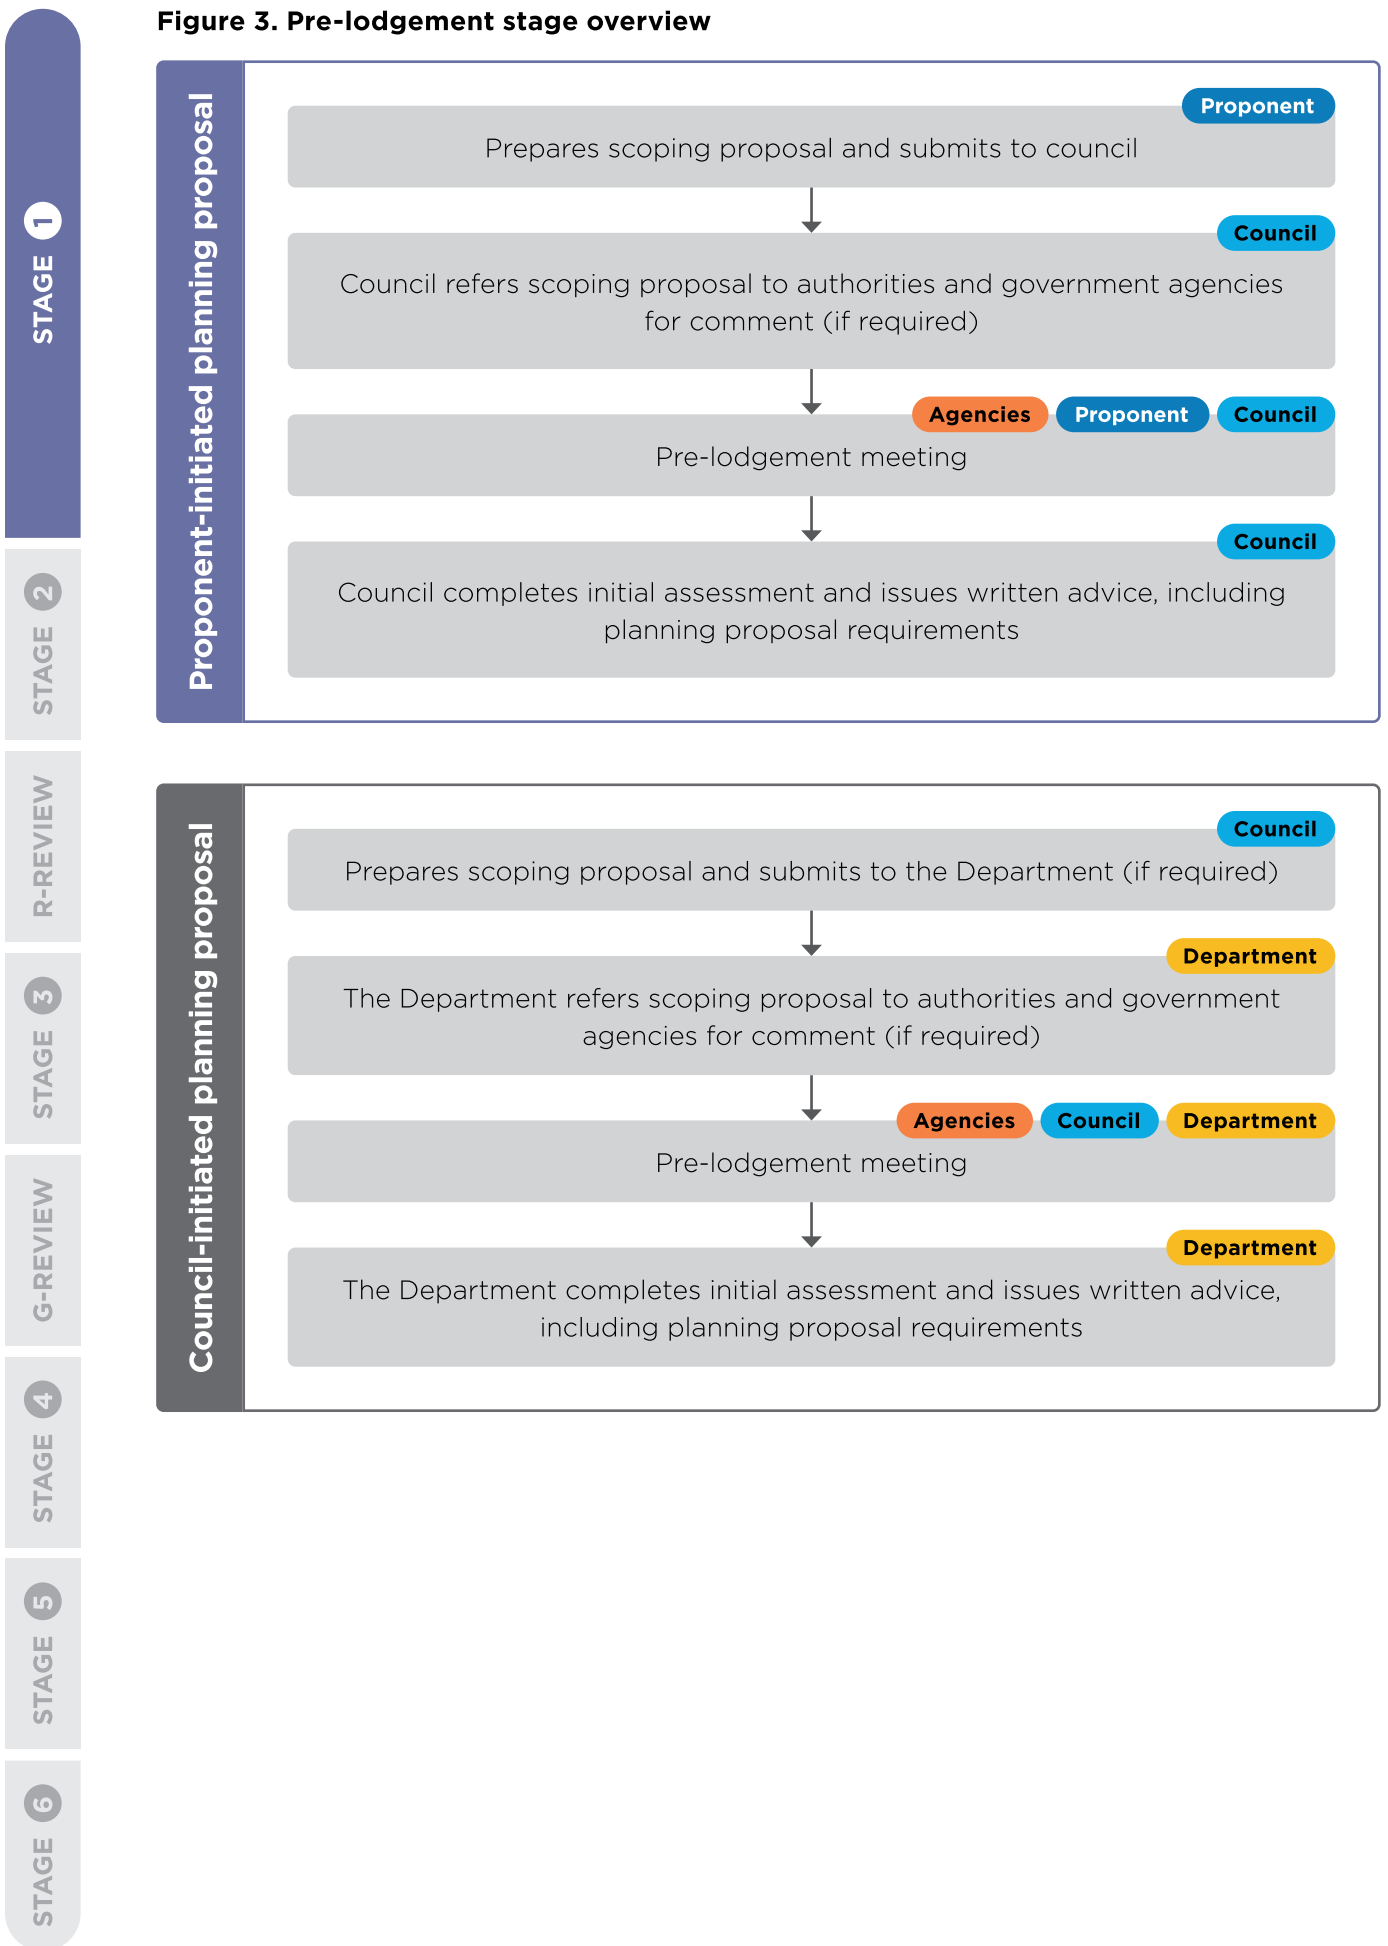 Figure 3. Pre-lodgement stage overview
STAGE 1
STAGE 2
R-REVIEW
STAGE 3
G-REVIEW
STAGE 4
STAGE 5
STAGE 6
Proponent-initiated planning proposal
Proponent
Prepares scoping proposal and submits to council
Council
Council refers scoping proposal to authorities and government agencies
for comment (if required)
Agencies Proponent Council
Pre-lodgement meeting
Council
Council completes initial assessment and issues written advice, including
planning proposal requirements
Council-initiated planning proposal
Council
Prepares scoping proposal and submits to the Department (if required)
Department
The Department refers scoping proposal to authorities and government
agencies for comment (if required)
Agencies Council Department
Pre-lodgement meeting
Department
The Department completes initial assessment and issues written advice,
including planning proposal requirements